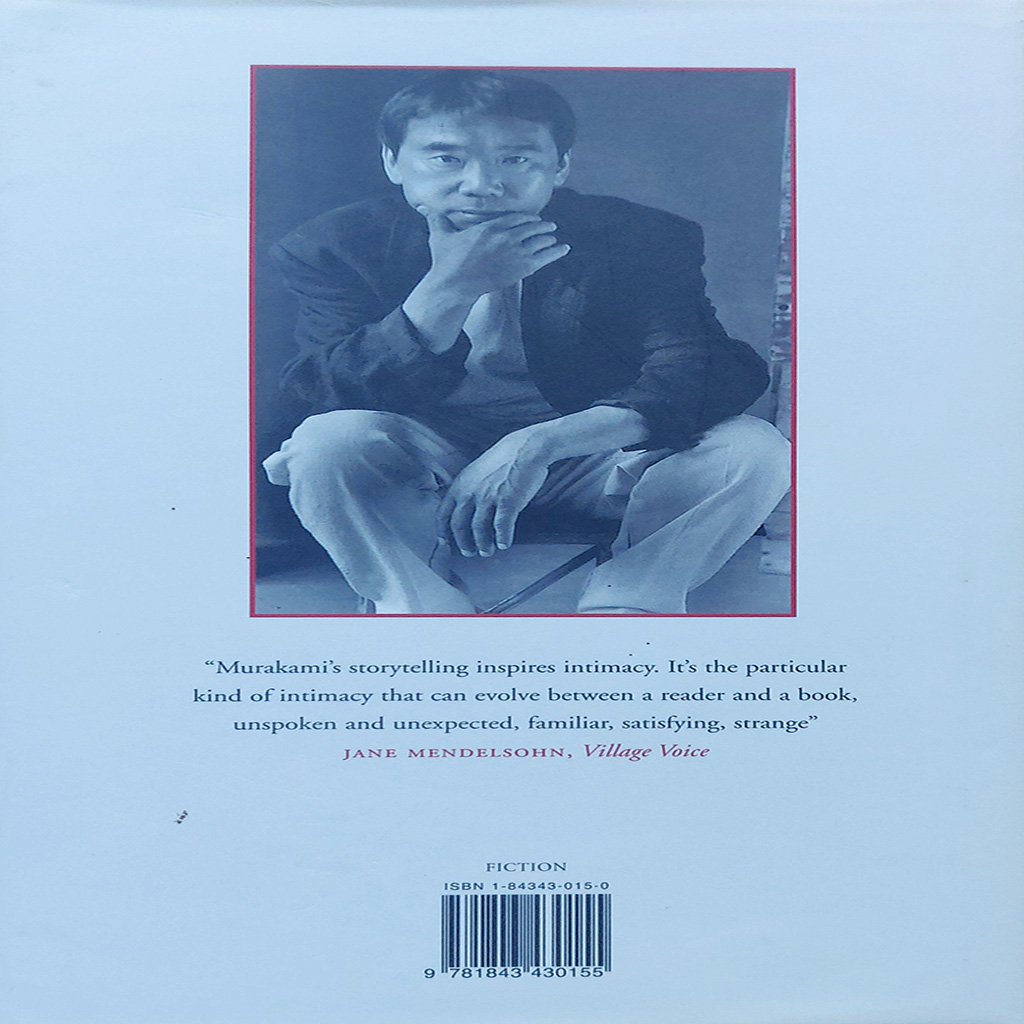 “Murakami’s storytelling inspires intimacy. It’s the particular
kind of intimacy that can evolve between a reader and a book,
unspoken and unexpected, familiar, satisfying, strange”
JANE MENDELSOHN, Village Voice
FICTION
ISBN 1-84343-015-0
9 781843 430155